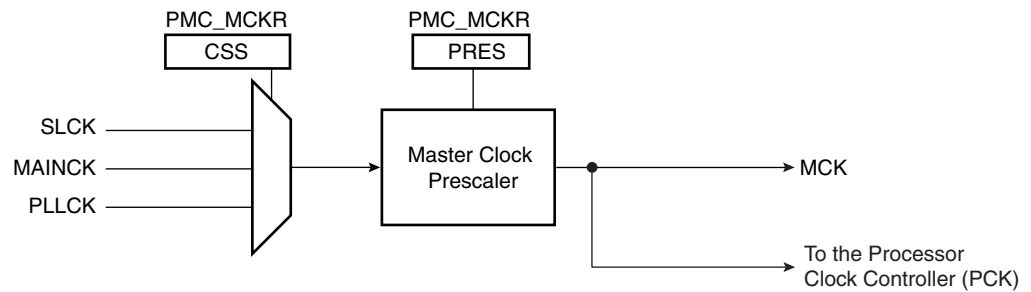 PMC_MCKR
PMC_MCKR
CSS
PRES
SLCK
MAINCK
PLLCK
Master Clock
Prescaler
MCK
To the Processor
Clock Controller (PCK)